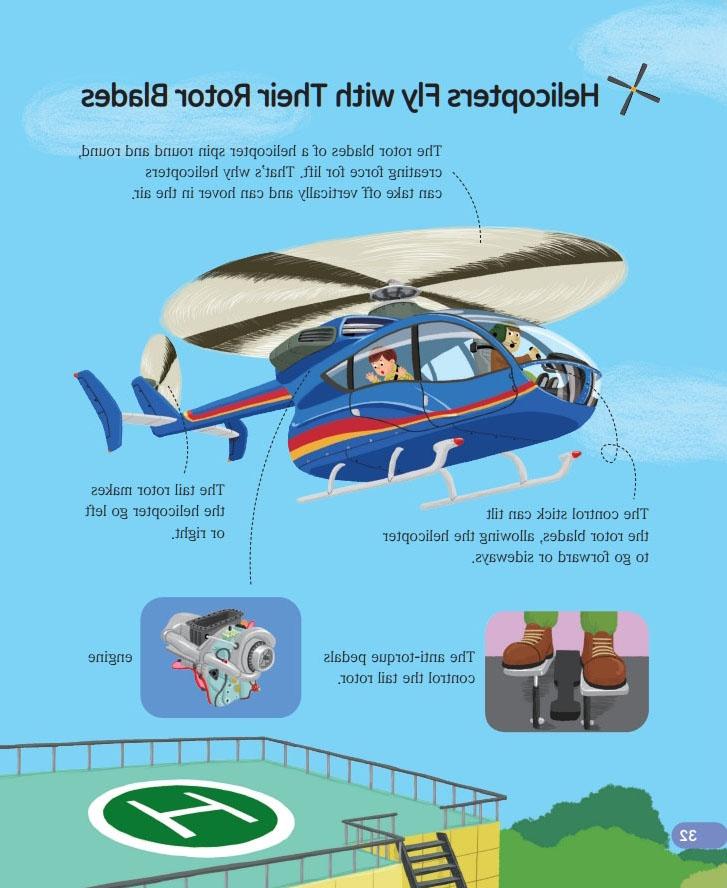 Helicopters Fly with Their Rotor Blades
The rotor blades of a helicopter spin round and round,
creating force for lift. That's why helicopters
can take off vertically and can hover in the air.
The tail rotor makes
the helicopter go left
or right.
The control stick can tilt
the rotor blades, allowing the helicopter
to go forward or sideways.
engine
The anti-torque pedals
control the tail rotor.
H
32